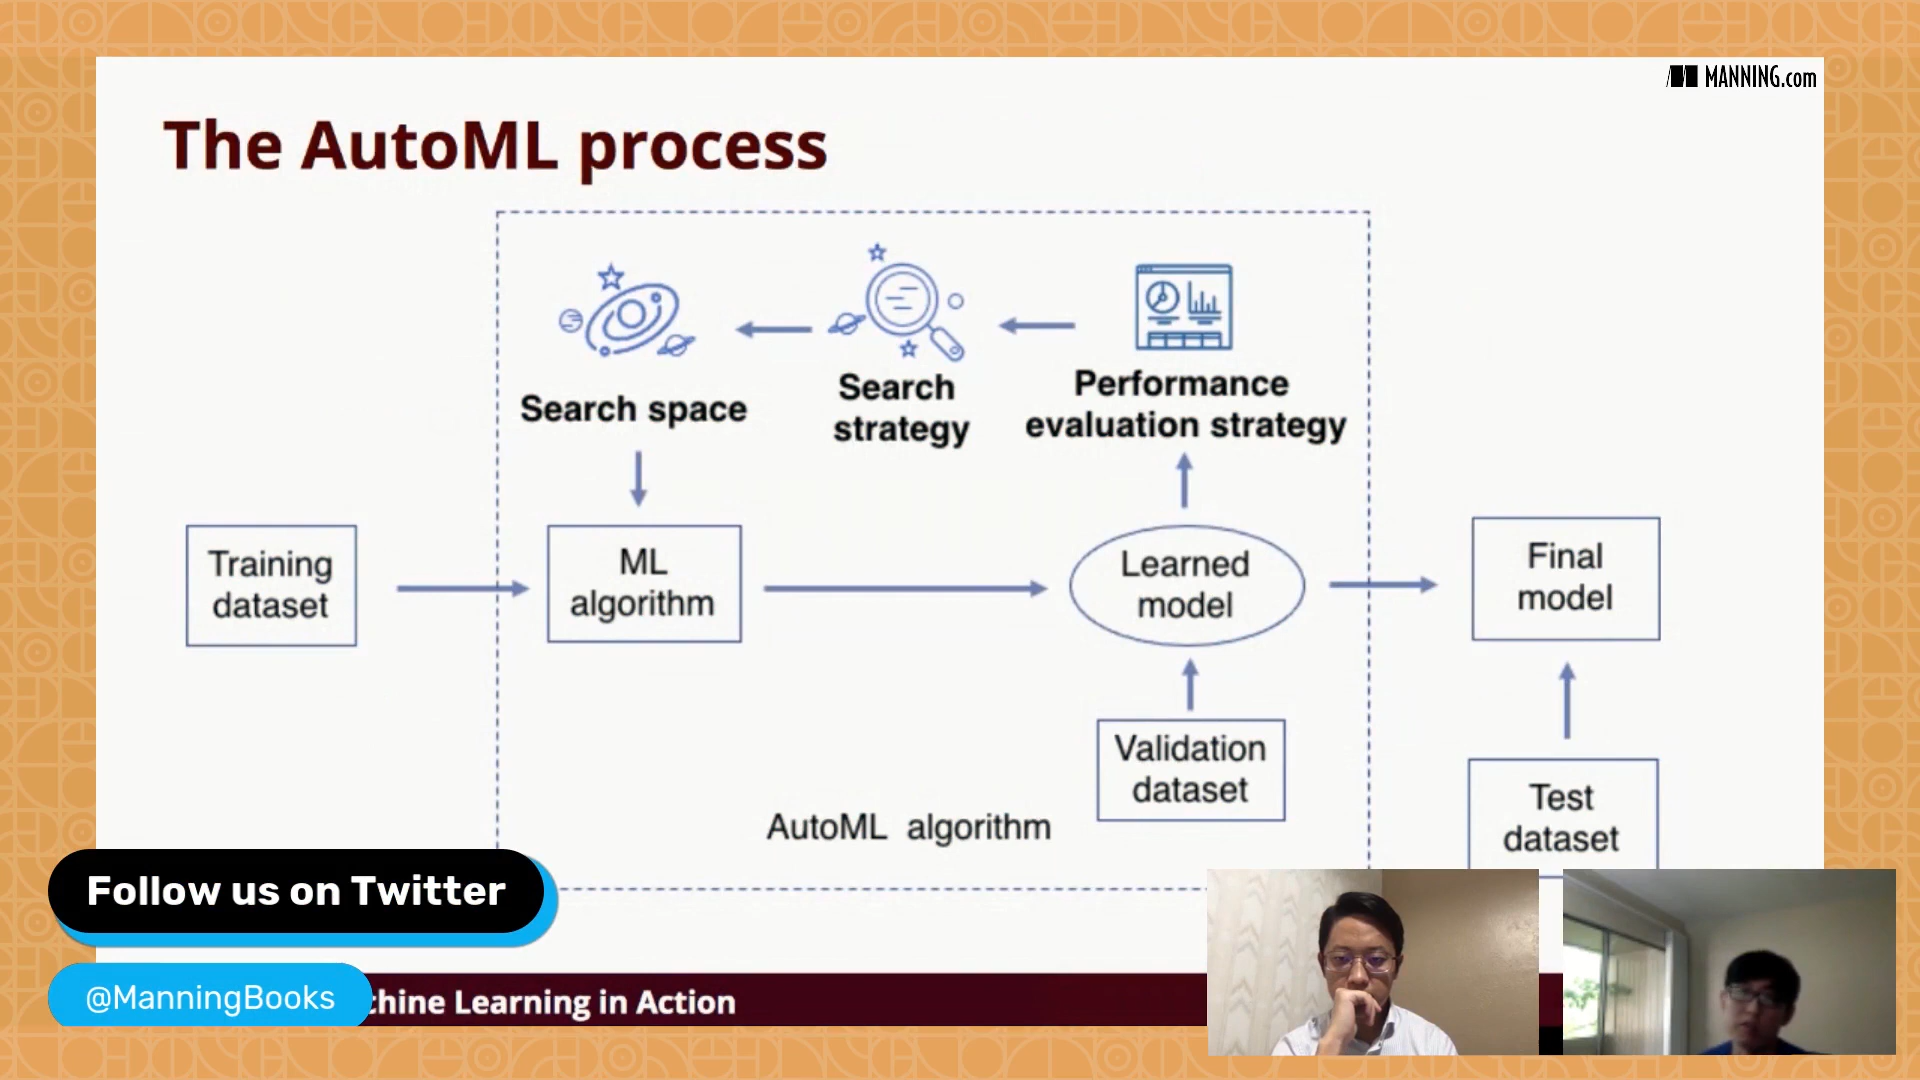 MANNING.com
The AutoML process
Search space
Search
strategy
Performance
evaluation strategy
Training
dataset
ML
algorithm
Learned
model
Final
model
Validation
dataset
Test
dataset
AutoML algorithm
Follow us on Twitter
@ManningBooks
chine Learning in Action